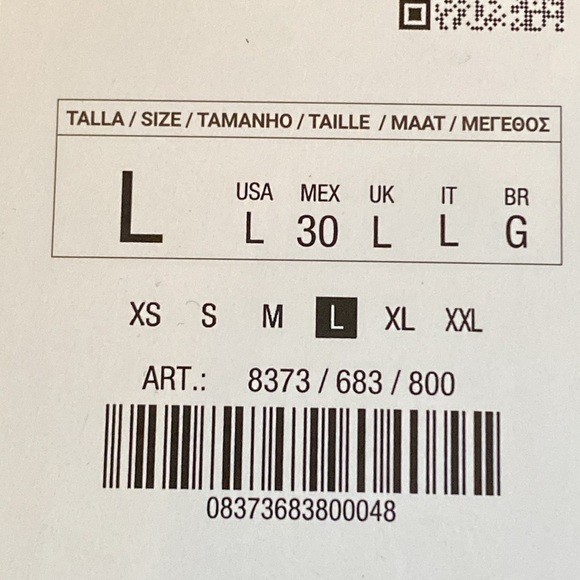 TALLA / SIZE / TAMANHO / TAILLE / MAAT / ΜΕΓΕΘΟΣ
USA MEX UK IT BR
L L 30 L L G
XS S M L XL XXL
ART.: 8373 / 683 / 800
08373683800048